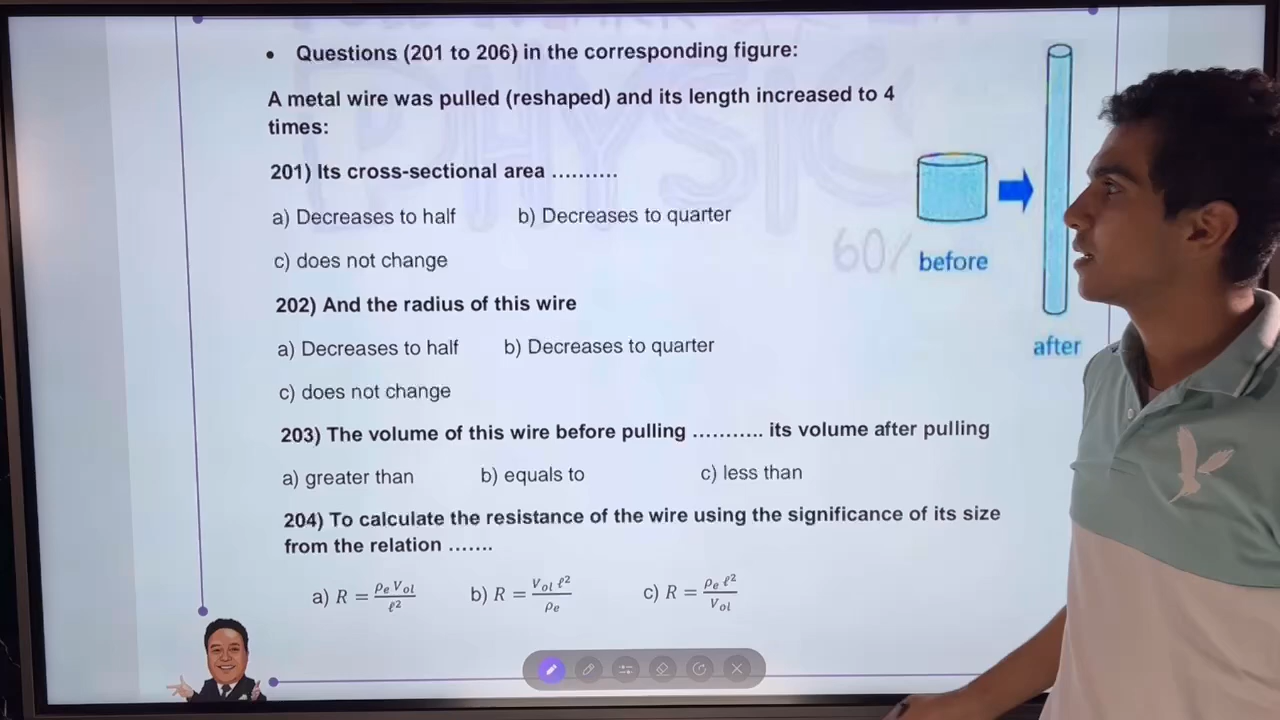 • Questions (201 to 206) in the corresponding figure:
A metal wire was pulled (reshaped) and its length increased to 4
times:
201) Its cross-sectional area ..........
a) Decreases to half b) Decreases to quarter
c) does not change
60% before
202) And the radius of this wire
a) Decreases to half b) Decreases to quarter
after
c) does not change
203) The volume of this wire before pulling ........... its volume after pulling
a) greater than b) equals to c) less than
204) To calculate the resistance of the wire using the significance of its size
from the relation .......
a) R = ρe Vol / ℓ² b) R = Vol ℓ² / ρe c) R = ρe ℓ² / Vol
PHYSIC